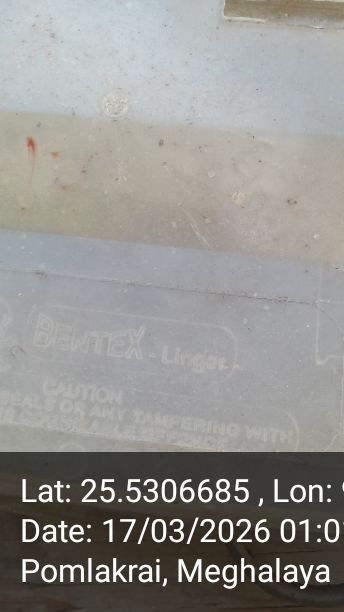 BENTEX - Linger
CAUTION
SEALS OR ANY TAMPERING WITH
Lat: 25.5306685 , Lon:
Date: 17/03/2026 01:0
Pomlakrai, Meghalaya